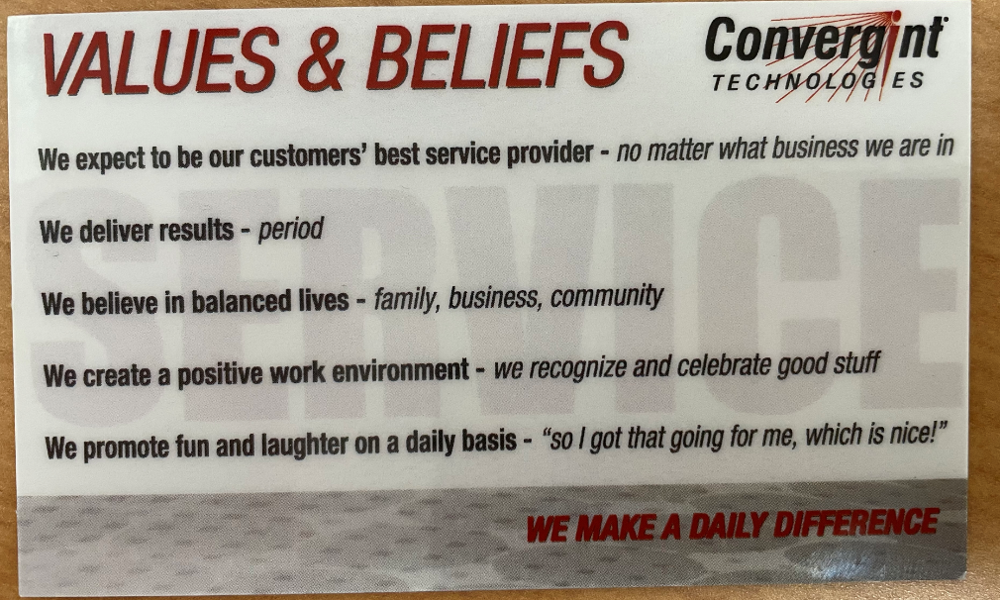 VALUES & BELIEFS
Convergint
TECHNOLOGIES
We expect to be our customers' best service provider - no matter what business we are in
We deliver results - period
We believe in balanced lives - family, business, community
We create a positive work environment - we recognize and celebrate good stuff
We promote fun and laughter on a daily basis - “so I got that going for me, which is nice!”
SERVICE
WE MAKE A DAILY DIFFERENCE